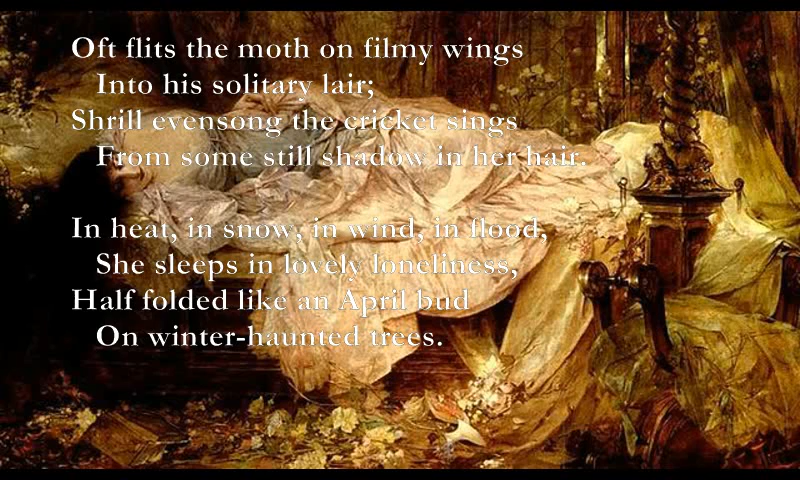 Oft flits the moth on filmy wings
Into his solitary lair;
Shrill evensong the cricket sings
From some still shadow in her hair.
In heat, in snow, in wind, in flood,
She sleeps in lovely loneliness,
Half folded like an April bud
On winter-haunted trees.